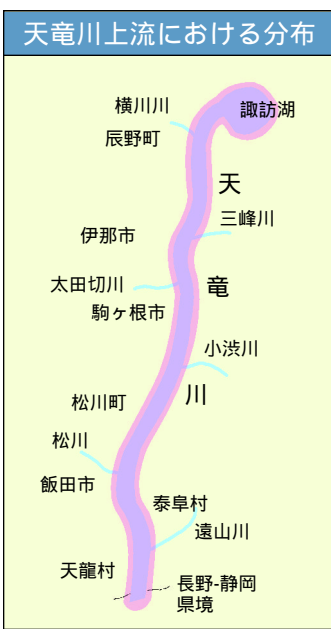 天竜川上流における分布
諏訪湖
横川川
辰野町
天
三峰川
伊那市
太田切川
竜
駒ヶ根市
小渋川
川
松川町
松川
飯田市
泰阜村
遠山川
天龍村
長野-静岡
県境